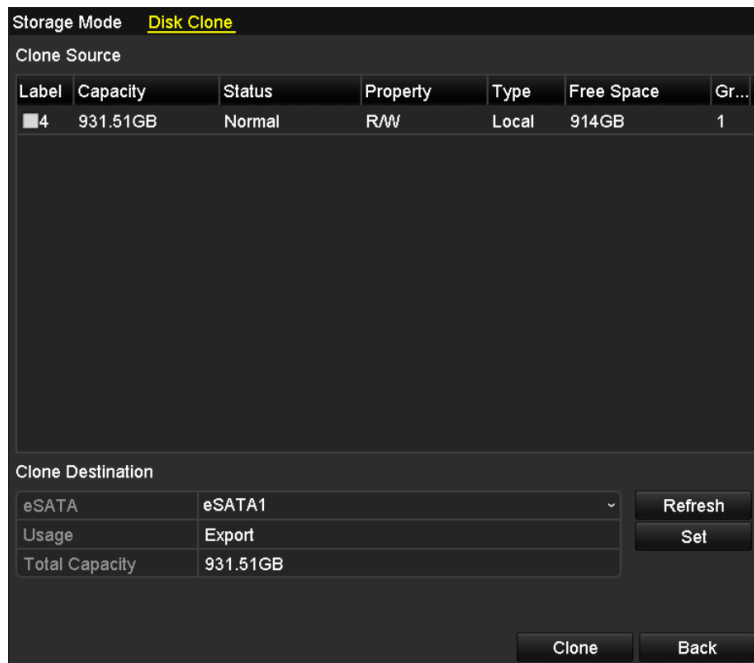 Storage Mode Disk Clone
Clone Source
Label Capacity Status Property Type Free Space Gr...
4 931.51GB Normal R/W Local 914GB 1
Clone Destination
eSATA eSATA1 Refresh
Usage Export Set
Total Capacity 931.51GB
Clone Back